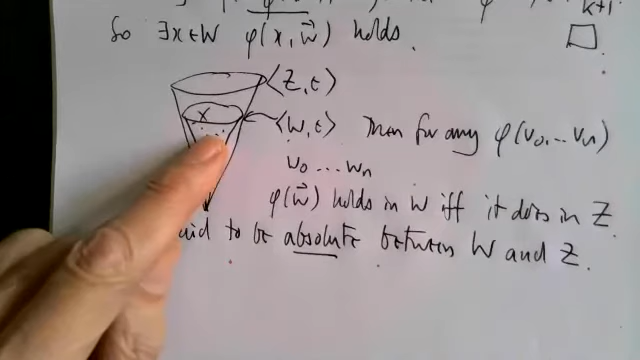 So ∃x∈W φ(x, w⃗) holds. □
⟨Z,ε⟩
x
⟨W,ε⟩ Then for any φ(v₀,...vₙ)
w₀...wₙ
φ(w⃗) holds in W iff it does in Z.
to be absolute between W and Z.